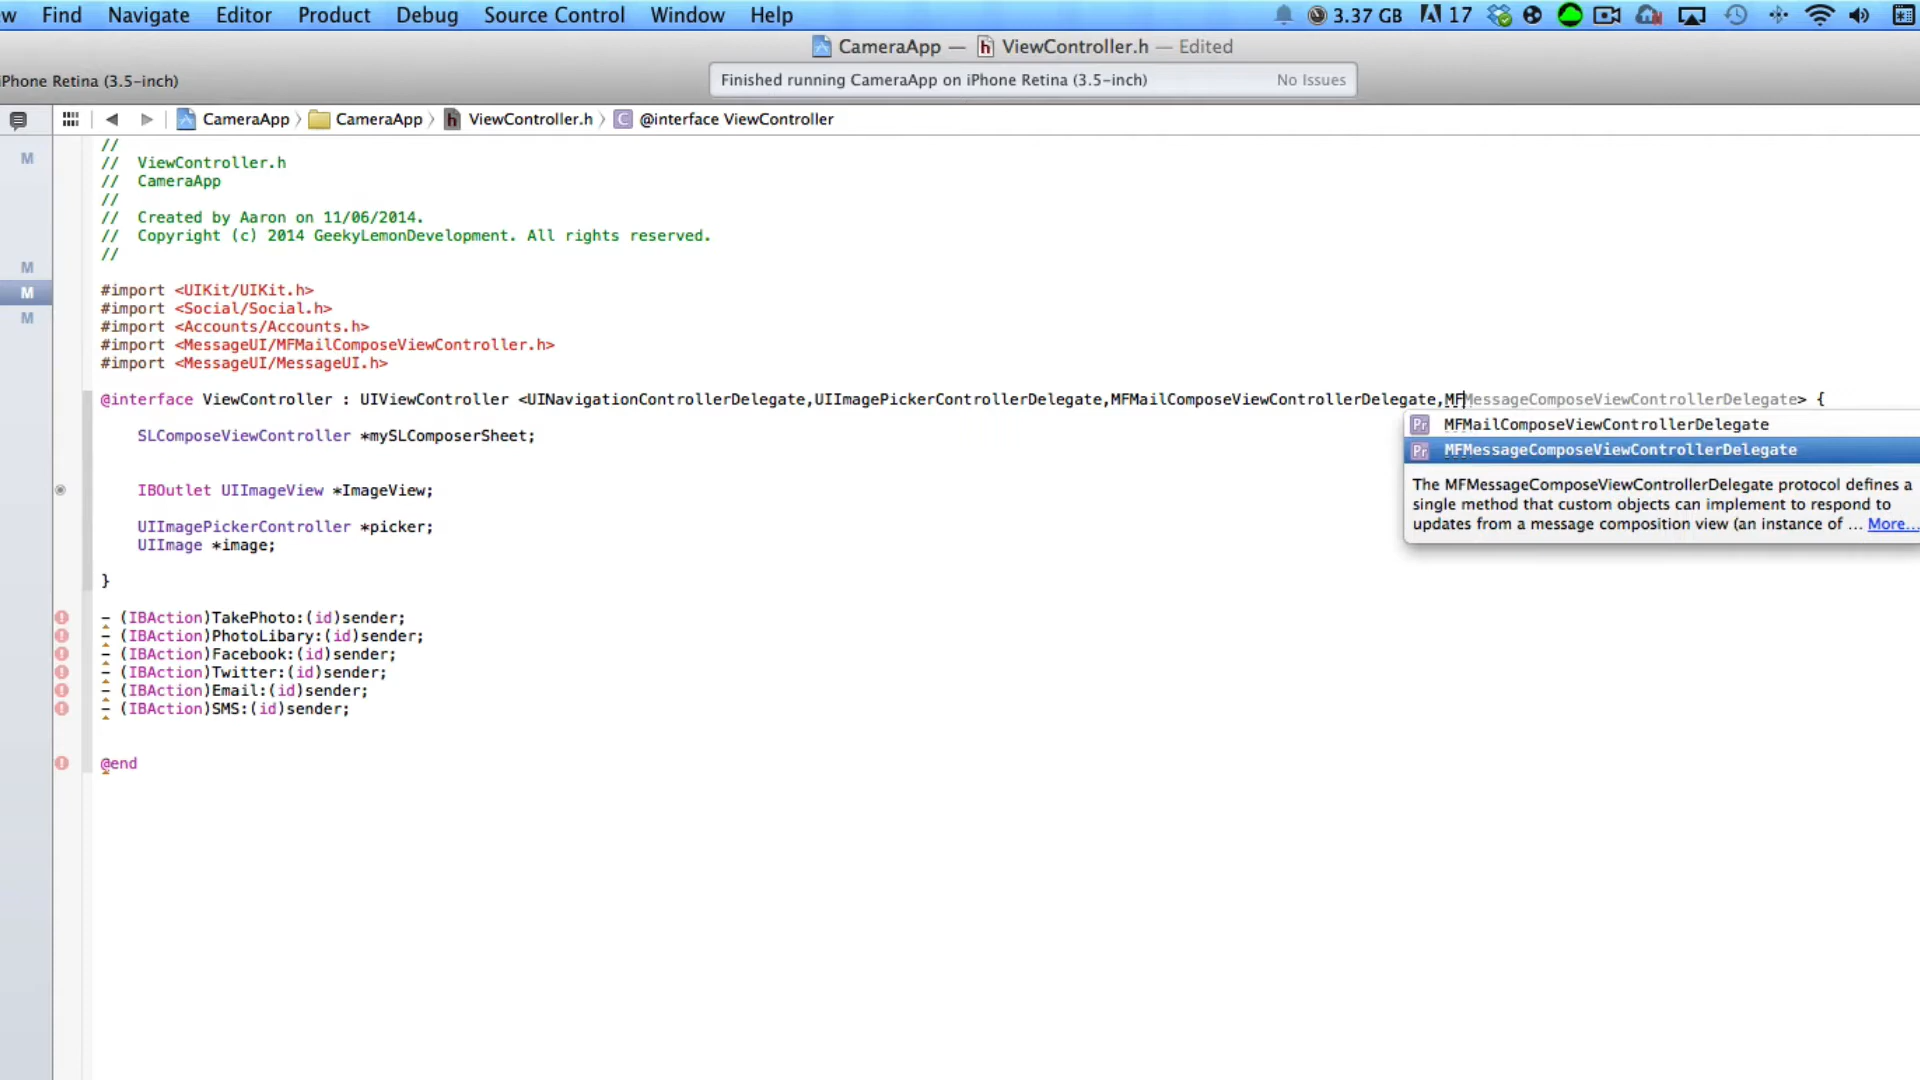 w Find Navigate Editor Product Debug Source Control Window Help 3.37 GB 17
CameraApp — h ViewController.h — Edited
iPhone Retina (3.5-inch)
Finished running CameraApp on iPhone Retina (3.5-inch) No Issues
CameraApp CameraApp h ViewController.h C @interface ViewController
//
// ViewController.h
// CameraApp
//
// Created by Aaron on 11/06/2014.
// Copyright (c) 2014 GeekyLemonDevelopment. All rights reserved.
//
#import <UIKit/UIKit.h>
#import <Social/Social.h>
#import <Accounts/Accounts.h>
#import <MessageUI/MFMailComposeViewController.h>
#import <MessageUI/MessageUI.h>
@interface ViewController : UIViewController <UINavigationControllerDelegate,UIImagePickerControllerDelegate,MFMailComposeViewControllerDelegate,MFMessageComposeViewControllerDelegate> {
Pr MFMailComposeViewControllerDelegate
Pr MFMessageComposeViewControllerDelegate
The MFMessageComposeViewControllerDelegate protocol defines a
single method that custom objects can implement to respond to
updates from a message composition view (an instance of ... More...
SLComposeViewController *mySLComposerSheet;
IBOutlet UIImageView *ImageView;
UIImagePickerController *picker;
UIImage *image;
}
- (IBAction)TakePhoto:(id)sender;
- (IBAction)PhotoLibary:(id)sender;
- (IBAction)Facebook:(id)sender;
- (IBAction)Twitter:(id)sender;
- (IBAction)Email:(id)sender;
- (IBAction)SMS:(id)sender;
@end
M
M
M
M